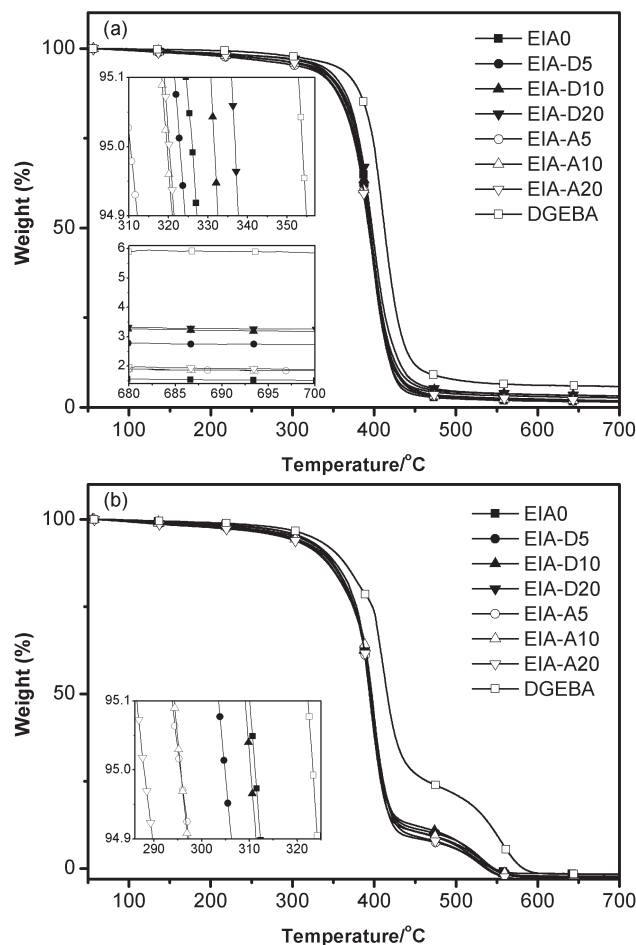 (a)
EIA0
EIA-D5
EIA-D10
EIA-D20
EIA-A5
EIA-A10
EIA-A20
DGEBA
Weight (%)
100
50
0
95.1
95.0
94.9
310 320 330 340 350
6
5
4
3
2
680 685 690 695 700
100 200 300 400 500 600 700
Temperature/°C
(b)
EIA0
EIA-D5
EIA-D10
EIA-D20
EIA-A5
EIA-A10
EIA-A20
DGEBA
Weight (%)
100
50
0
95.1
95.0
94.9
290 300 310 320
100 200 300 400 500 600 700
Temperature/°C